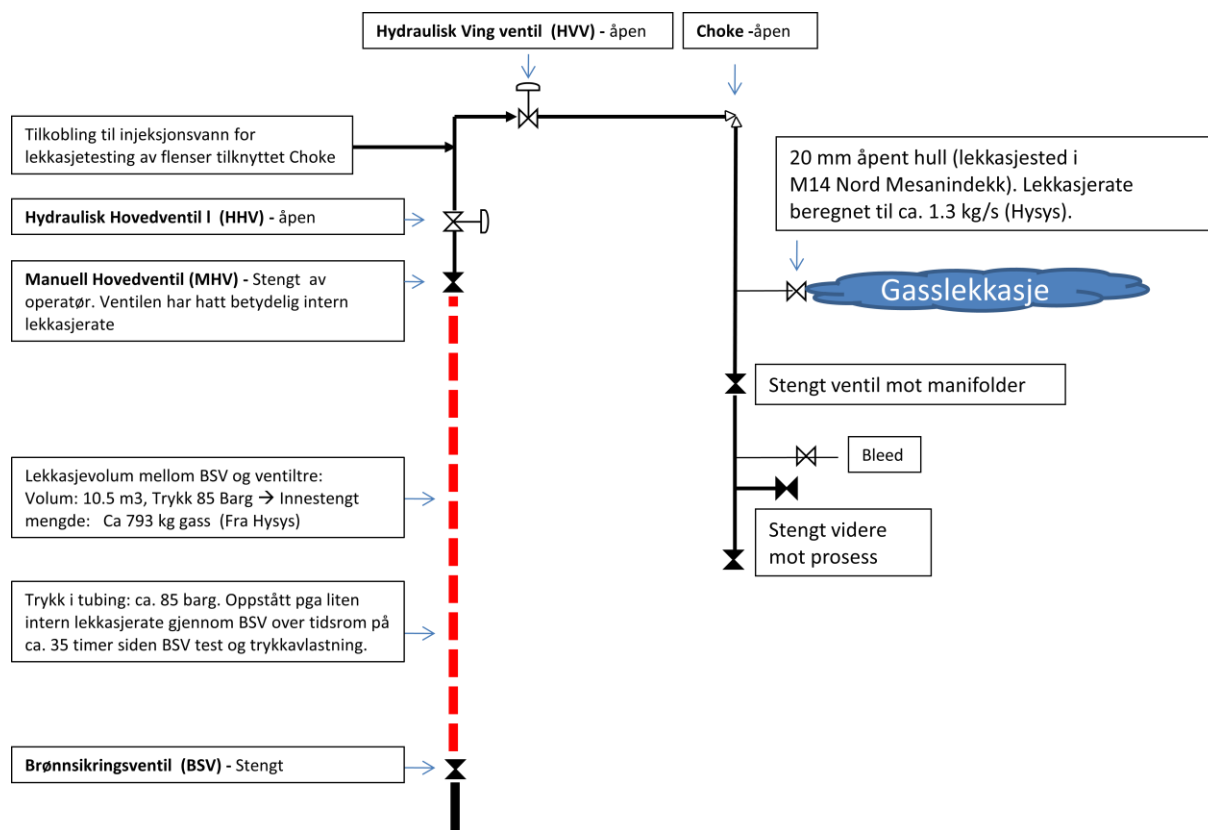 Hydraulisk Ving ventil (HVV) - åpen
Choke -åpen
Tilkobling til injeksjonsvann for
lekkasjetesting av flenser tilknyttet Choke
20 mm åpent hull (lekkasjested i
M14 Nord Mesanindekk). Lekkasjerate
beregnet til ca. 1.3 kg/s (Hysys).
Hydraulisk Hovedventil l (HHV) - åpen
Manuell Hovedventil (MHV) - Stengt av
operatør. Ventilen har hatt betydelig intern
lekkasjerate
Gasslekkasje
Stengt ventil mot manifolder
Lekkasjevolum mellom BSV og ventiltre:
Volum: 10.5 m3, Trykk 85 Barg → Innestengt
mengde: Ca 793 kg gass (Fra Hysys)
Bleed
Stengt videre
mot prosess
Trykk i tubing: ca. 85 barg. Oppstått pga liten
intern lekkasjerate gjennom BSV over tidsrom på
ca. 35 timer siden BSV test og trykkavlastning.
Brønnsikringsventil (BSV) - Stengt